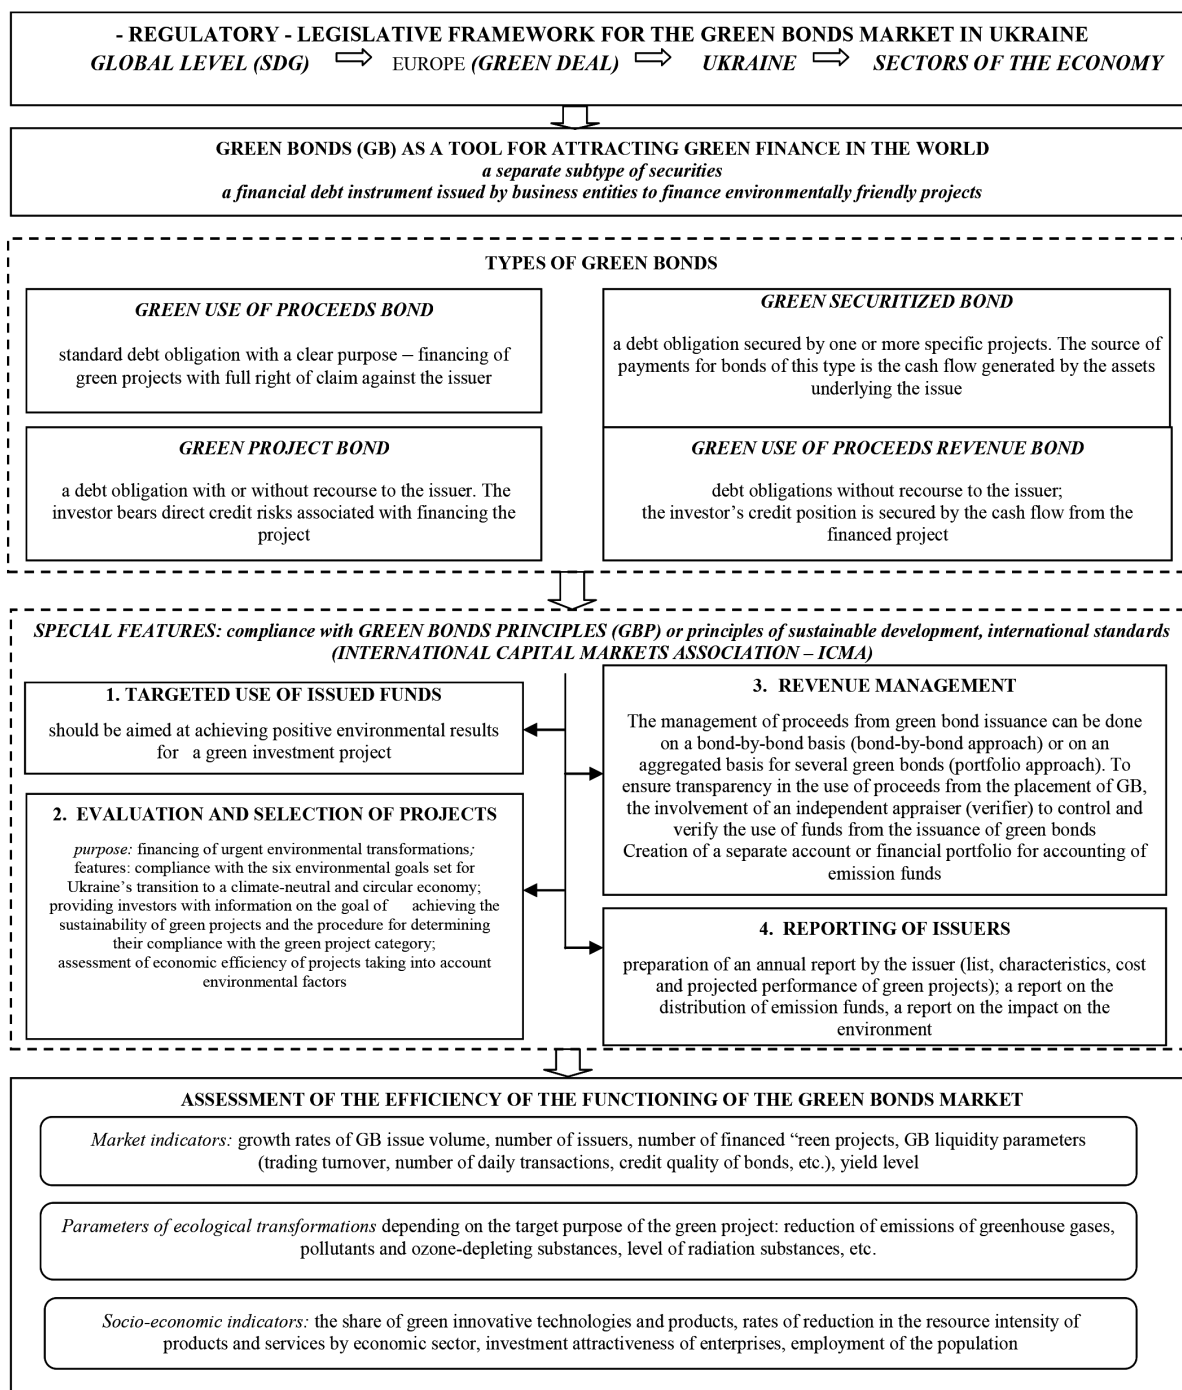 - REGULATORY - LEGISLATIVE FRAMEWORK FOR THE GREEN BONDS MARKET IN UKRAINE
GLOBAL LEVEL (SDG) EUROPE (GREEN DEAL) UKRAINE SECTORS OF THE ECONOMY
GREEN BONDS (GB) AS A TOOL FOR ATTRACTING GREEN FINANCE IN THE WORLD
a separate subtype of securities
a financial debt instrument issued by business entities to finance environmentally friendly projects
TYPES OF GREEN BONDS
GREEN USE OF PROCEEDS BOND
standard debt obligation with a clear purpose – financing of
green projects with full right of claim against the issuer
GREEN SECURITIZED BOND
a debt obligation secured by one or more specific projects. The source of
payments for bonds of this type is the cash flow generated by the assets
underlying the issue
GREEN PROJECT BOND
a debt obligation with or without recourse to the issuer. The
investor bears direct credit risks associated with financing the
project
GREEN USE OF PROCEEDS REVENUE BOND
debt obligations without recourse to the issuer;
the investor's credit position is secured by the cash flow from the
financed project
SPECIAL FEATURES: compliance with GREEN BONDS PRINCIPLES (GBP) or principles of sustainable development, international standards
(INTERNATIONAL CAPITAL MARKETS ASSOCIATION – ICMA)
1. TARGETED USE OF ISSUED FUNDS
should be aimed at achieving positive environmental results
for a green investment project
2. EVALUATION AND SELECTION OF PROJECTS
purpose: financing of urgent environmental transformations;
features: compliance with the six environmental goals set for
Ukraine's transition to a climate-neutral and circular economy;
providing investors with information on the goal of achieving the
sustainability of green projects and the procedure for determining
their compliance with the green project category;
assessment of economic efficiency of projects taking into account
environmental factors
3. REVENUE MANAGEMENT
The management of proceeds from green bond issuance can be done
on a bond-by-bond basis (bond-by-bond approach) or on an
aggregated basis for several green bonds (portfolio approach). To
ensure transparency in the use of proceeds from the placement of GB,
the involvement of an independent appraiser (verifier) to control and
verify the use of funds from the issuance of green bonds
Creation of a separate account or financial portfolio for accounting of
emission funds
4. REPORTING OF ISSUERS
preparation of an annual report by the issuer (list, characteristics, cost
and projected performance of green projects); a report on the
distribution of emission funds, a report on the impact on the
environment
ASSESSMENT OF THE EFFICIENCY OF THE FUNCTIONING OF THE GREEN BONDS MARKET
Market indicators: growth rates of GB issue volume, number of issuers, number of financed “reen projects, GB liquidity parameters
(trading turnover, number of daily transactions, credit quality of bonds, etc.), yield level
Parameters of ecological transformations depending on the target purpose of the green project: reduction of emissions of greenhouse gases,
pollutants and ozone-depleting substances, level of radiation substances, etc.
Socio-economic indicators: the share of green innovative technologies and products, rates of reduction in the resource intensity of
products and services by economic sector, investment attractiveness of enterprises, employment of the population